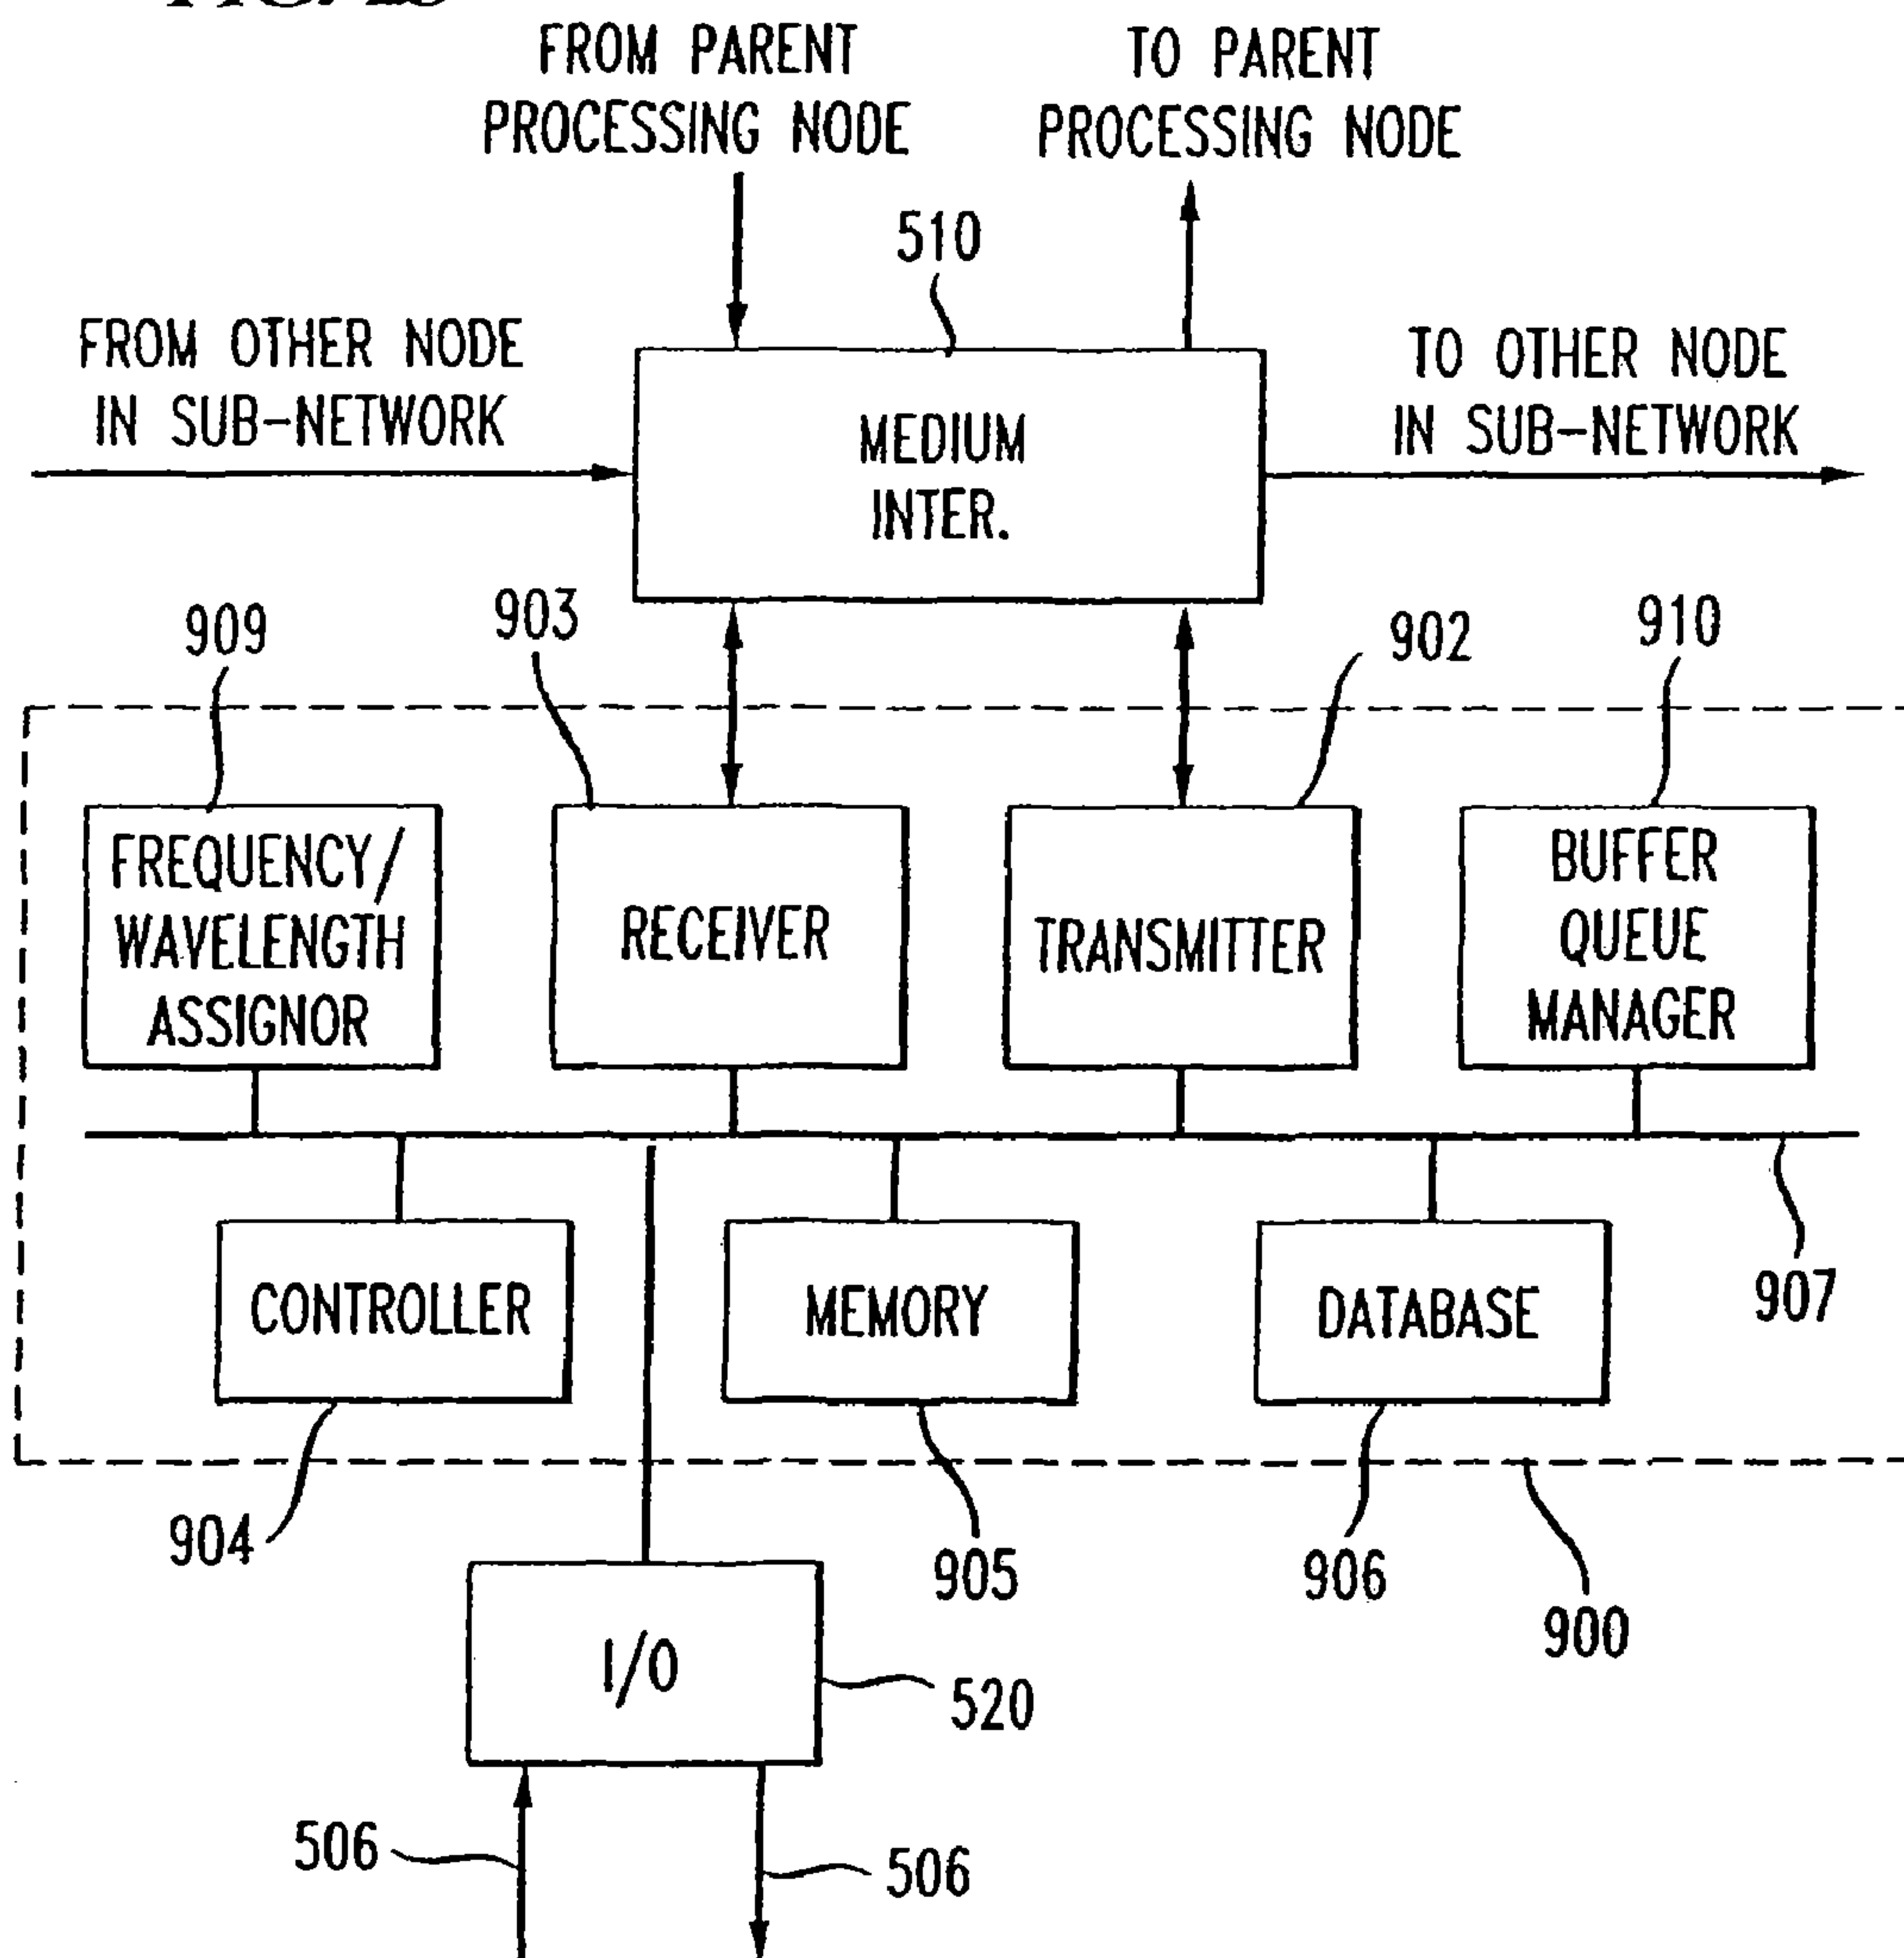 FROM PARENT
PROCESSING NODE
TO PARENT
PROCESSING NODE
510
FROM OTHER NODE
IN SUB-NETWORK
TO OTHER NODE
IN SUB-NETWORK
MEDIUM
INTER.
909
903
902
910
FREQUENCY/
WAVELENGTH
ASSIGNOR
RECEIVER
TRANSMITTER
BUFFER
QUEUE
MANAGER
CONTROLLER
MEMORY
DATABASE
907
904
905
906
900
I/O
520
506
506